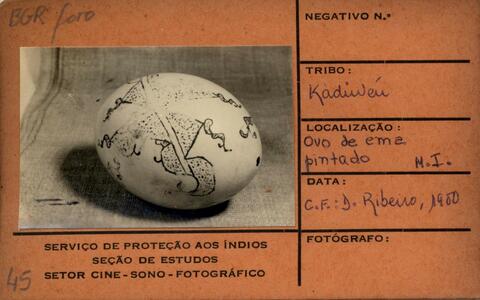 BGR foto
NEGATIVO N.º
TRIBO:
Kadiwéu
LOCALIZAÇÃO:
Ovo de ema
pintado M.I.
DATA:
C.F.: D. Ribeiro, 1980
FOTÓGRAFO:
SERVIÇO DE PROTEÇÃO AOS ÍNDIOS
SEÇÃO DE ESTUDOS
SETOR CINE-SONO-FOTOGRÁFICO
45